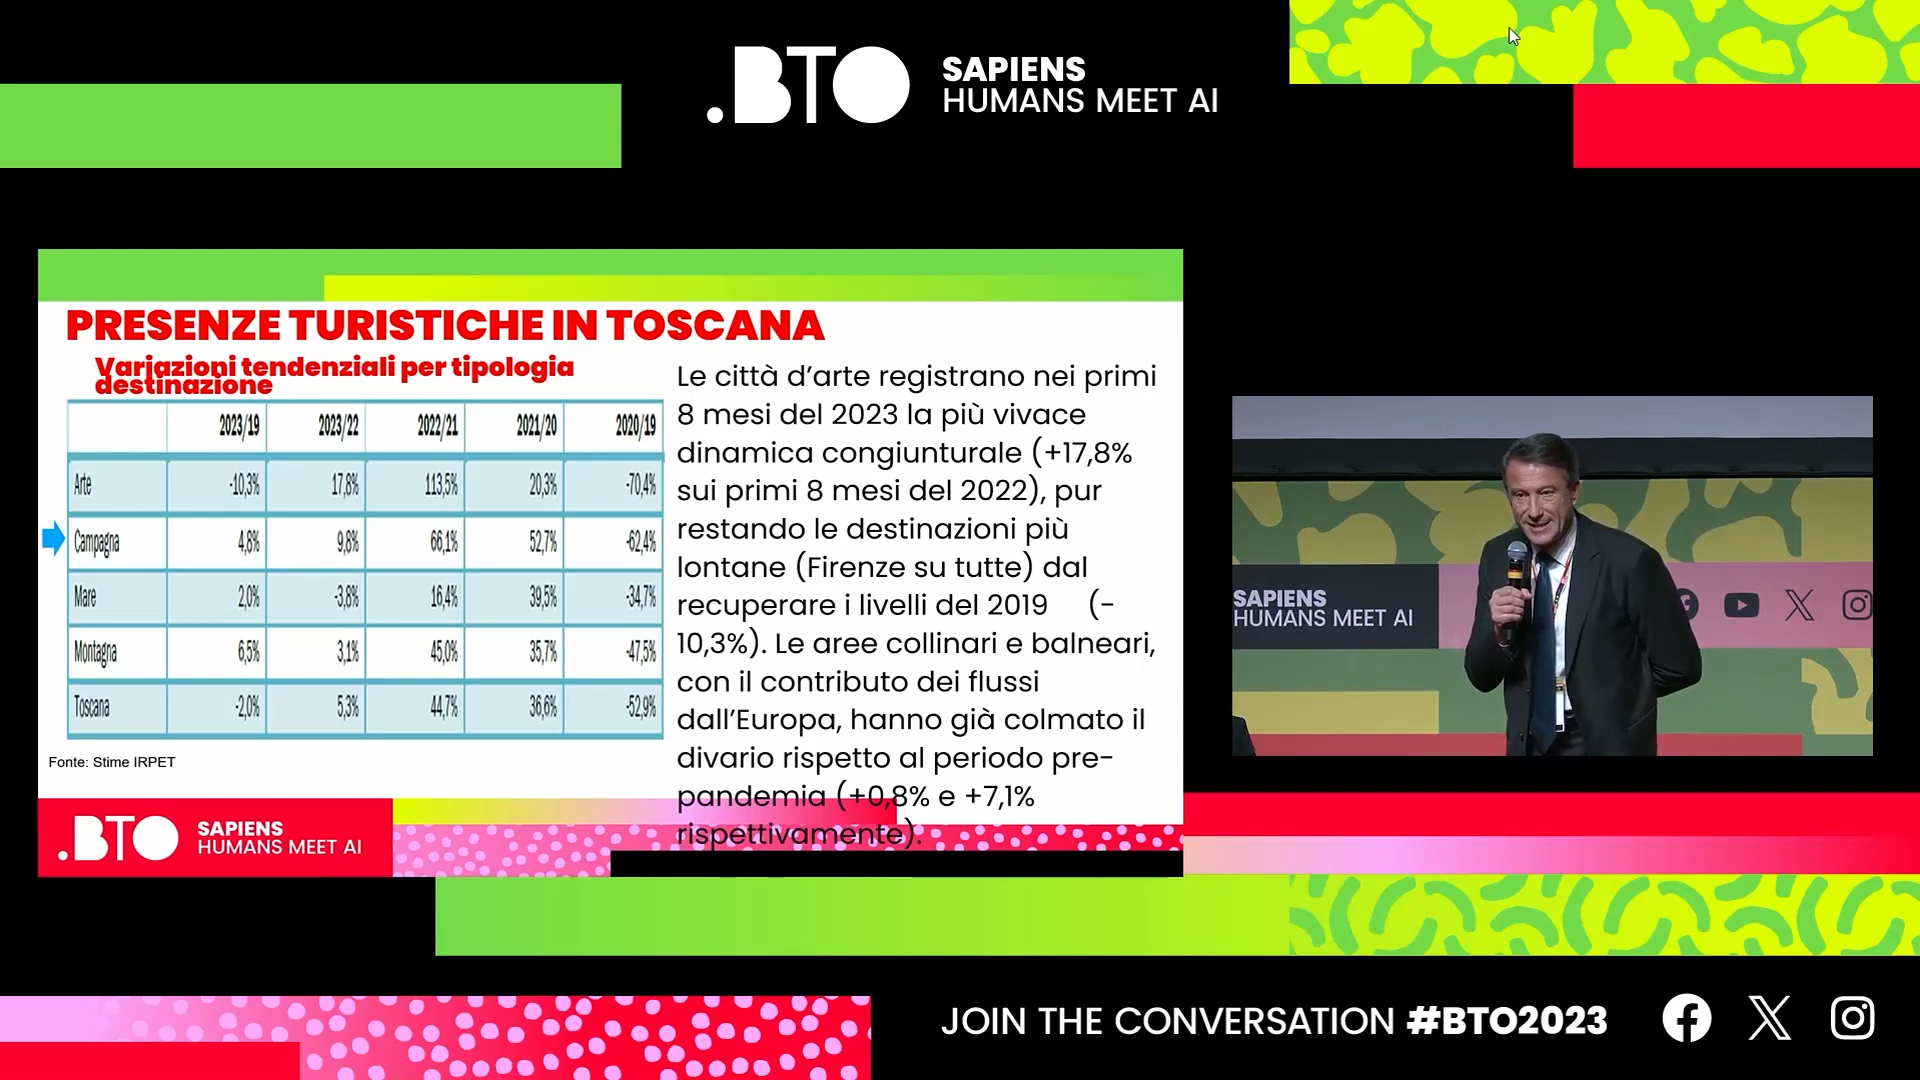 .BTO
SAPIENS
HUMANS MEET AI
PRESENZE TURISTICHE IN TOSCANA
Variazioni tendenziali per tipologia
destinazione
2023/19 2023/22 2022/21 2021/20 2020/19
Arte -10,3% 17,8% 113,5% 20,3% -70,4%
Campagna 4,8% 9,8% 66,1% 52,7% -62,4%
Mare 2,0% -3,8% 16,4% 39,5% -34,7%
Montagna 6,5% 3,1% 45,0% 35,7% -47,5%
Toscana -2,0% 5,3% 44,7% 36,6% -52,9%
Fonte: Stime IRPET
Le città d’arte registrano nei primi
8 mesi del 2023 la più vivace
dinamica congiunturale (+17,8%
sui primi 8 mesi del 2022), pur
restando le destinazioni più
lontane (Firenze su tutte) dal
recuperare i livelli del 2019 (-
10,3%). Le aree collinari e balneari,
con il contributo dei flussi
dall’Europa, hanno già colmato il
divario rispetto al periodo pre-
pandemia (+0,8% e +7,1%
rispettivamente).
.BTO
SAPIENS
HUMANS MEET AI
SAPIENS
HUMANS MEET AI
JOIN THE CONVERSATION #BTO2023